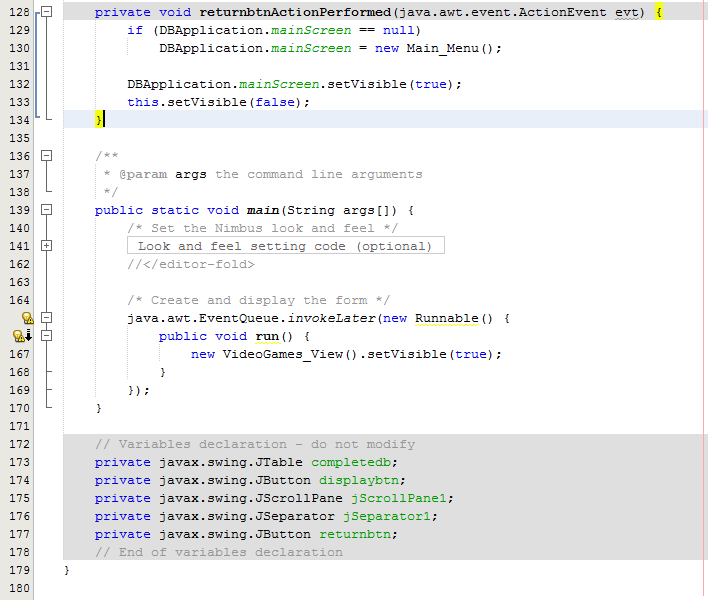 128 private void returnbtnActionPerformed(java.awt.event.ActionEvent evt) {
129 if (DBApplication.mainScreen == null)
130 DBApplication.mainScreen = new Main_Menu();
131
132 DBApplication.mainScreen.setVisible(true);
133 this.setVisible(false);
134 }
135
136 /**
137 * @param args the command line arguments
138 */
139 public static void main(String args[]) {
140 /* Set the Nimbus look and feel */
141 Look and feel setting code (optional)
162 //</editor-fold>
163
164 /* Create and display the form */
java.awt.EventQueue.invokeLater(new Runnable() {
public void run() {
167 new VideoGames_View().setVisible(true);
168 }
169 });
170 }
171
172 // Variables declaration - do not modify
173 private javax.swing.JTable completedb;
174 private javax.swing.JButton displaybtn;
175 private javax.swing.JScrollPane jScrollPane1;
176 private javax.swing.JSeparator jSeparator1;
177 private javax.swing.JButton returnbtn;
178 // End of variables declaration
179 }
180